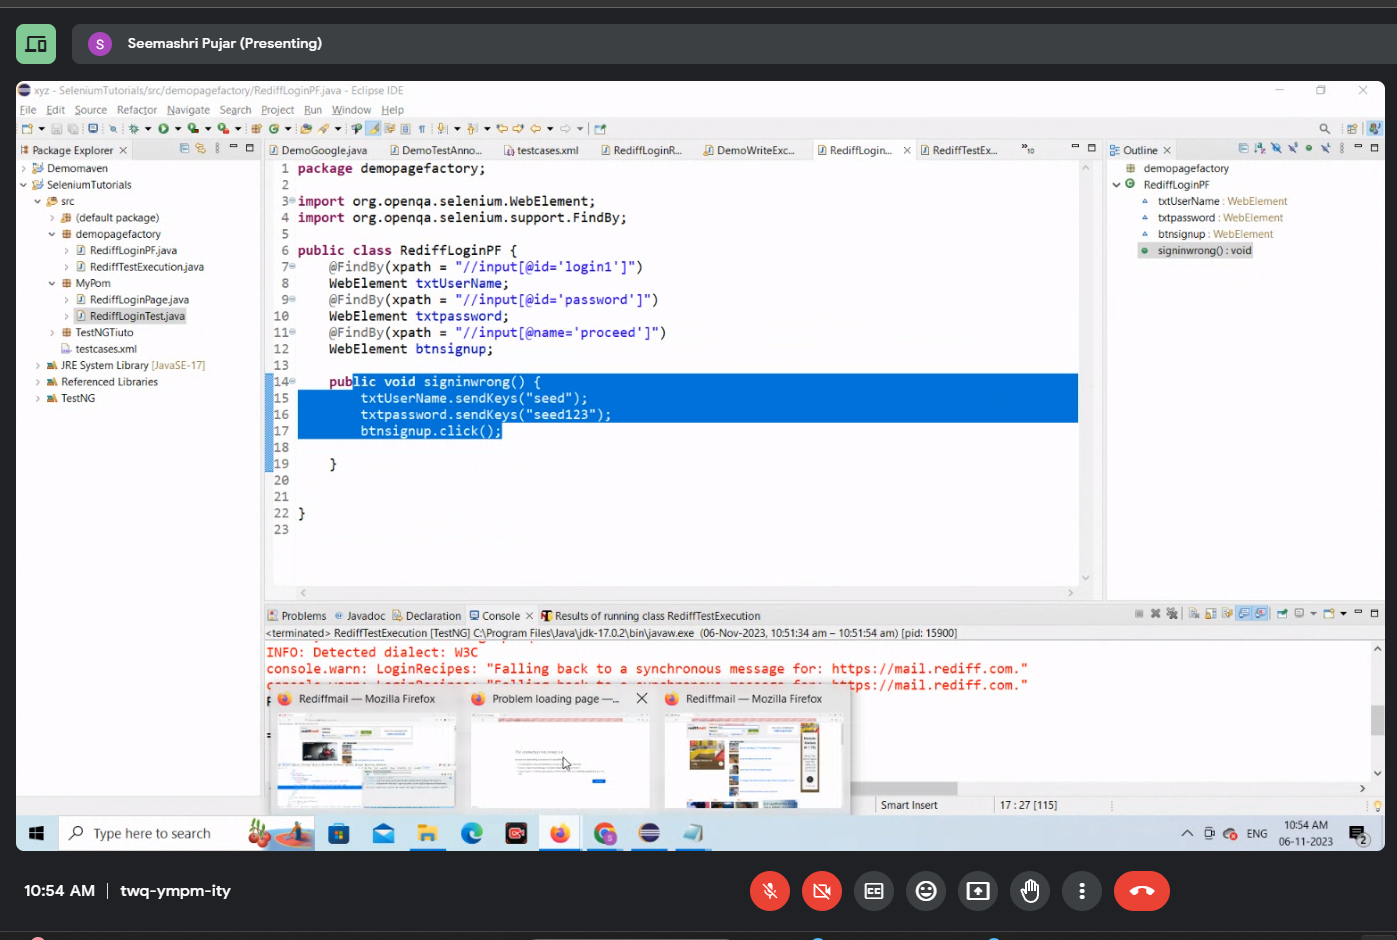 S Seemashri Pujar (Presenting)
xyz - SeleniumTutorials/src/demopagefactory/RediffLoginPF.java - Eclipse IDE
File Edit Source Refactor Navigate Search Project Run Window Help
Package Explorer
Demomaven
SeleniumTutorials
src
(default package)
demopagefactory
RediffLoginPF.java
RediffTestExecution.java
MyPom
RediffLoginPage.java
RediffLoginTest.java
TestNGTiuto
testcases.xml
JRE System Library [JavaSE-17]
Referenced Libraries
TestNG
DemoGoogle.java DemoTestAnno... testcases.xml RediffLoginR... DemoWriteExc... RediffLogin... RediffTestEx... »10
1 package demopagefactory;
2
3 import org.openqa.selenium.WebElement;
4 import org.openqa.selenium.support.FindBy;
5
6 public class RediffLoginPF {
7 @FindBy(xpath = "//input[@id='login1']")
8 WebElement txtUserName;
9 @FindBy(xpath = "//input[@id='password']")
10 WebElement txtpassword;
11 @FindBy(xpath = "//input[@name='proceed']")
12 WebElement btnsignup;
13
14 public void signinwrong() {
15 txtUserName.sendKeys("seed");
16 txtpassword.sendKeys("seed123");
17 btnsignup.click();
18
19 }
20
21
22 }
23
Outline
demopagefactory
RediffLoginPF
txtUserName : WebElement
txtpassword : WebElement
btnsignup : WebElement
signinwrong() : void
Problems Javadoc Declaration Console Results of running class RediffTestExecution
<terminated> RediffTestExecution [TestNG] C:\Program Files\Java\jdk-17.0.2\bin\javaw.exe (06-Nov-2023, 10:51:34 am – 10:51:54 am) [pid: 15900]
INFO: Detected dialect: W3C
console.warn: LoginRecipes: "Falling back to a synchronous message for: https://mail.rediff.com."
console.warn: LoginRecipes: "Falling back to a synchronous message for: https://mail.rediff.com."
Rediffmail — Mozilla Firefox Problem loading page —... Rediffmail — Mozilla Firefox
Smart Insert 17 : 27 [115]
Type here to search
ENG 10:54 AM
06-11-2023
2
10:54 AM | twq-ympm-ity